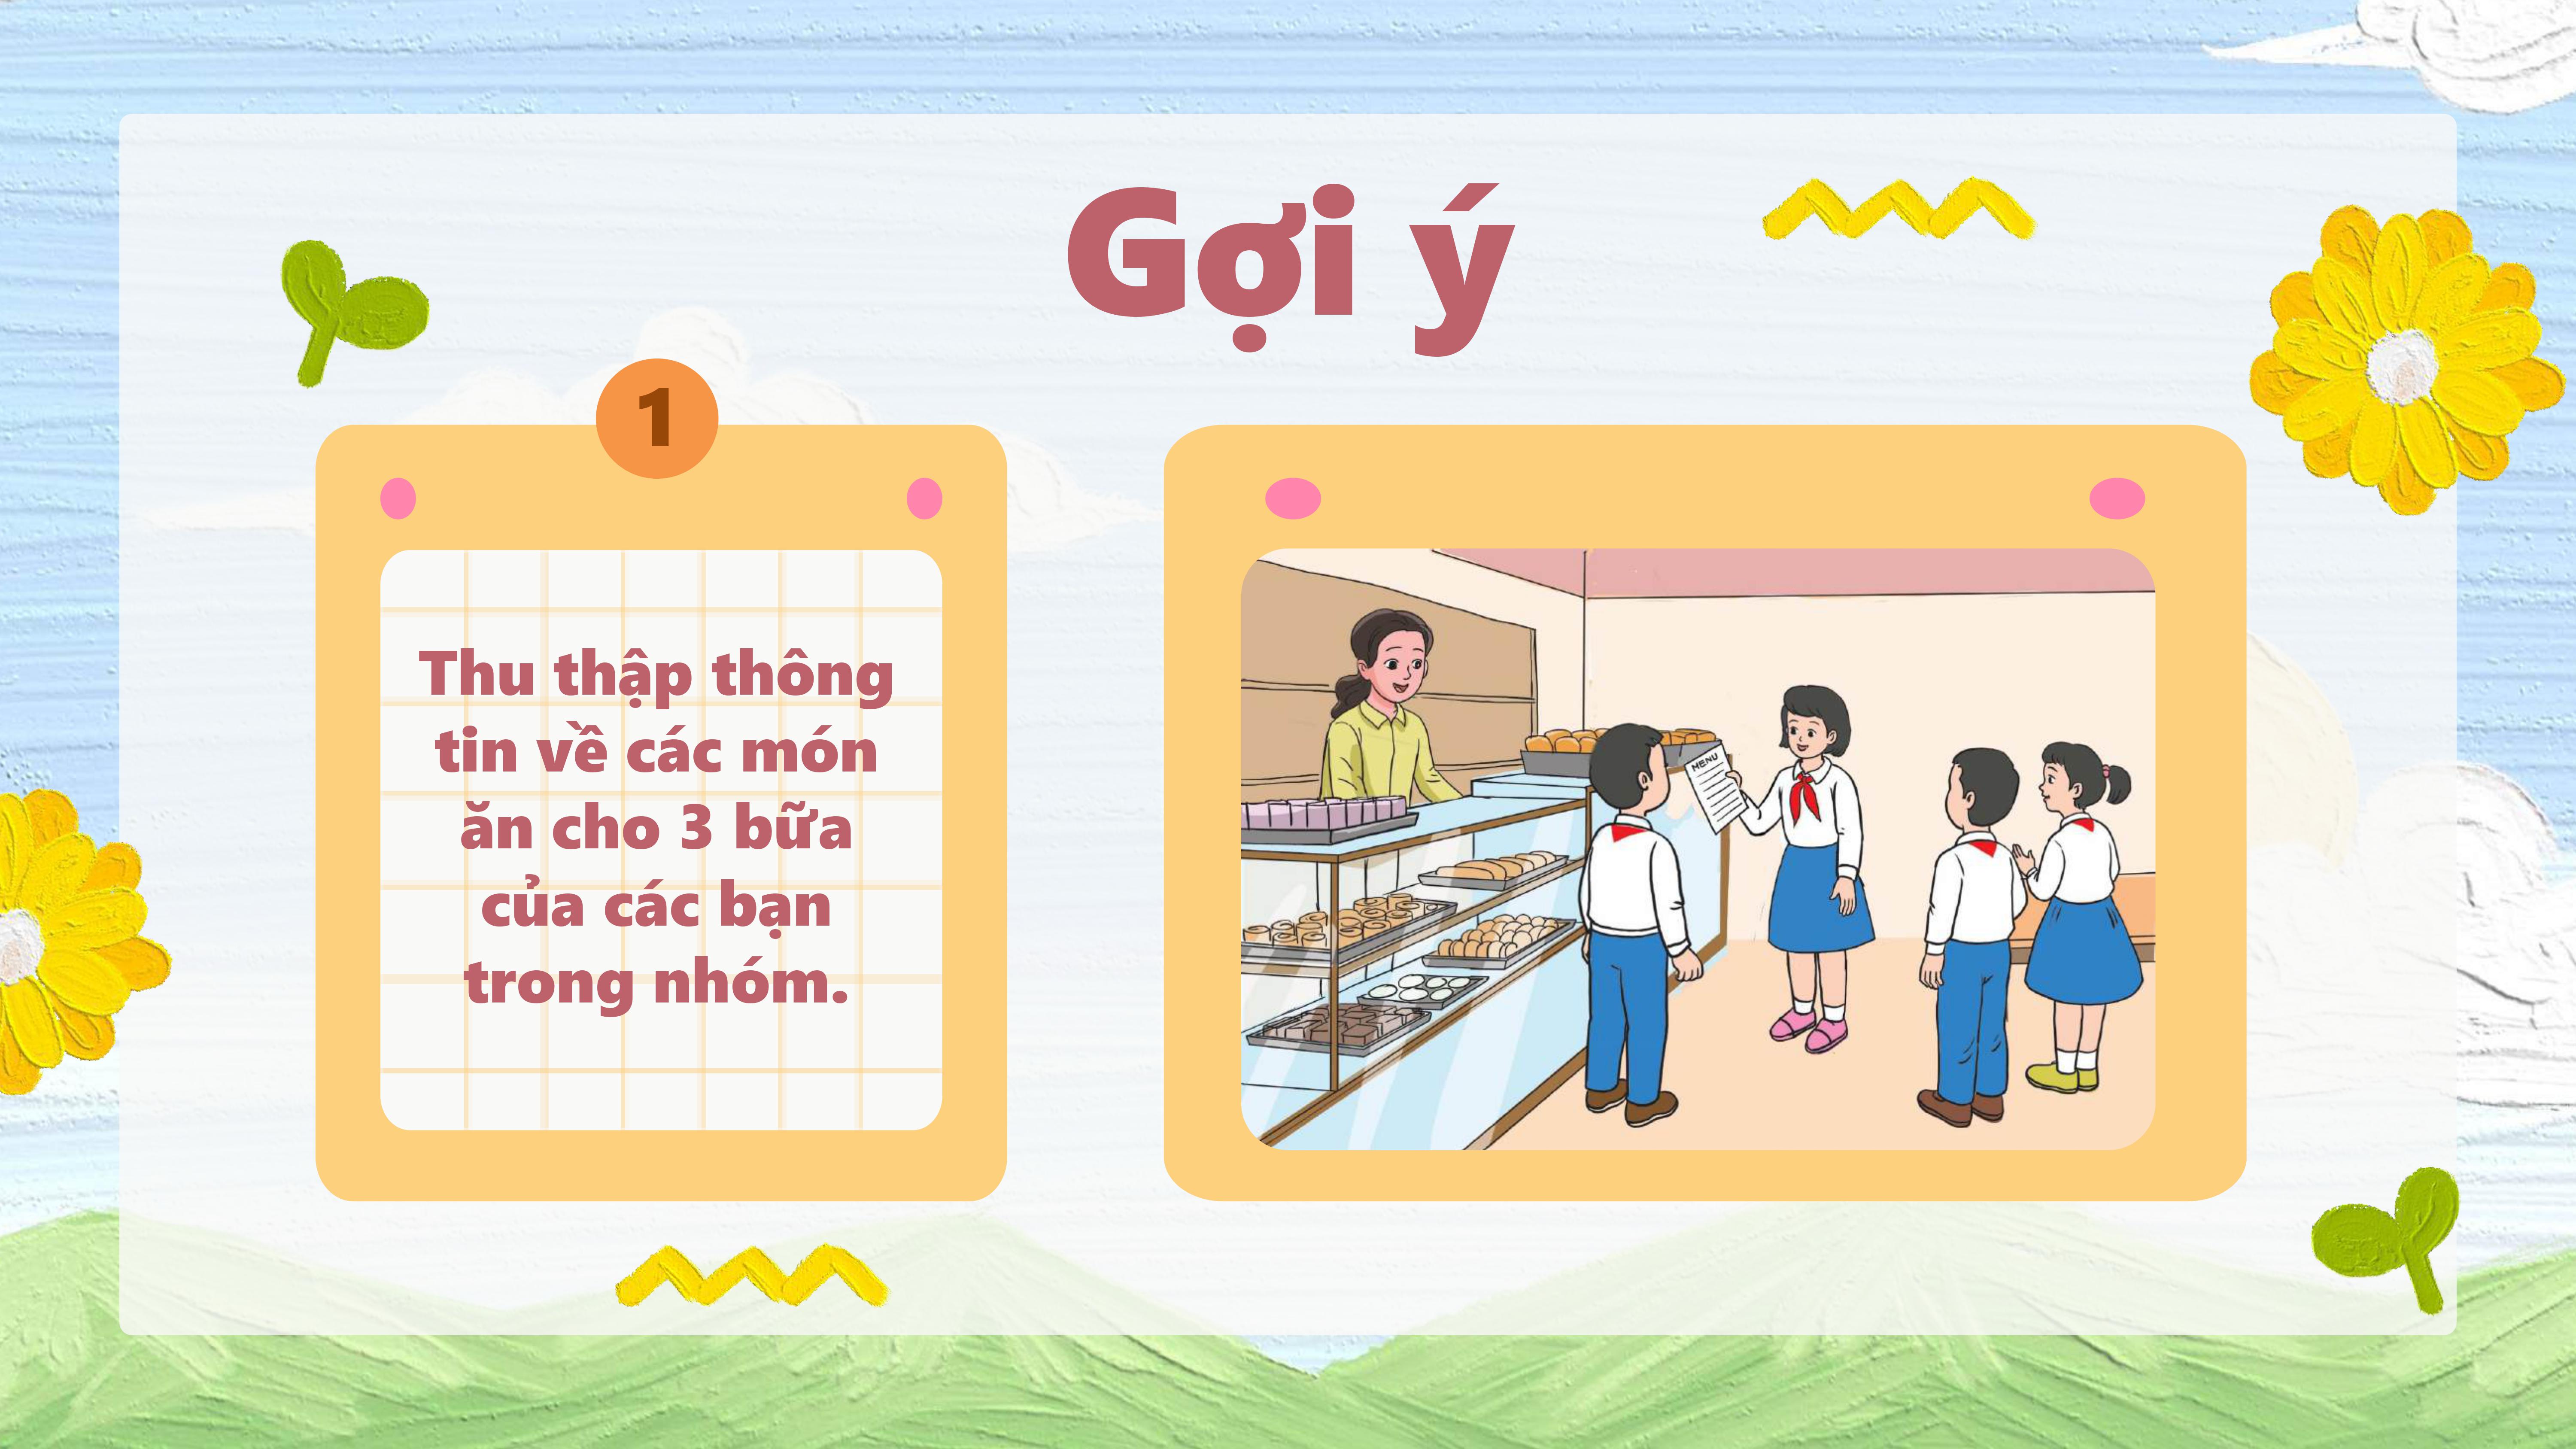 Gợi ý
1
Thu thập thông
tin về các món
ăn cho 3 bữa
của các bạn
trong nhóm.
MENU